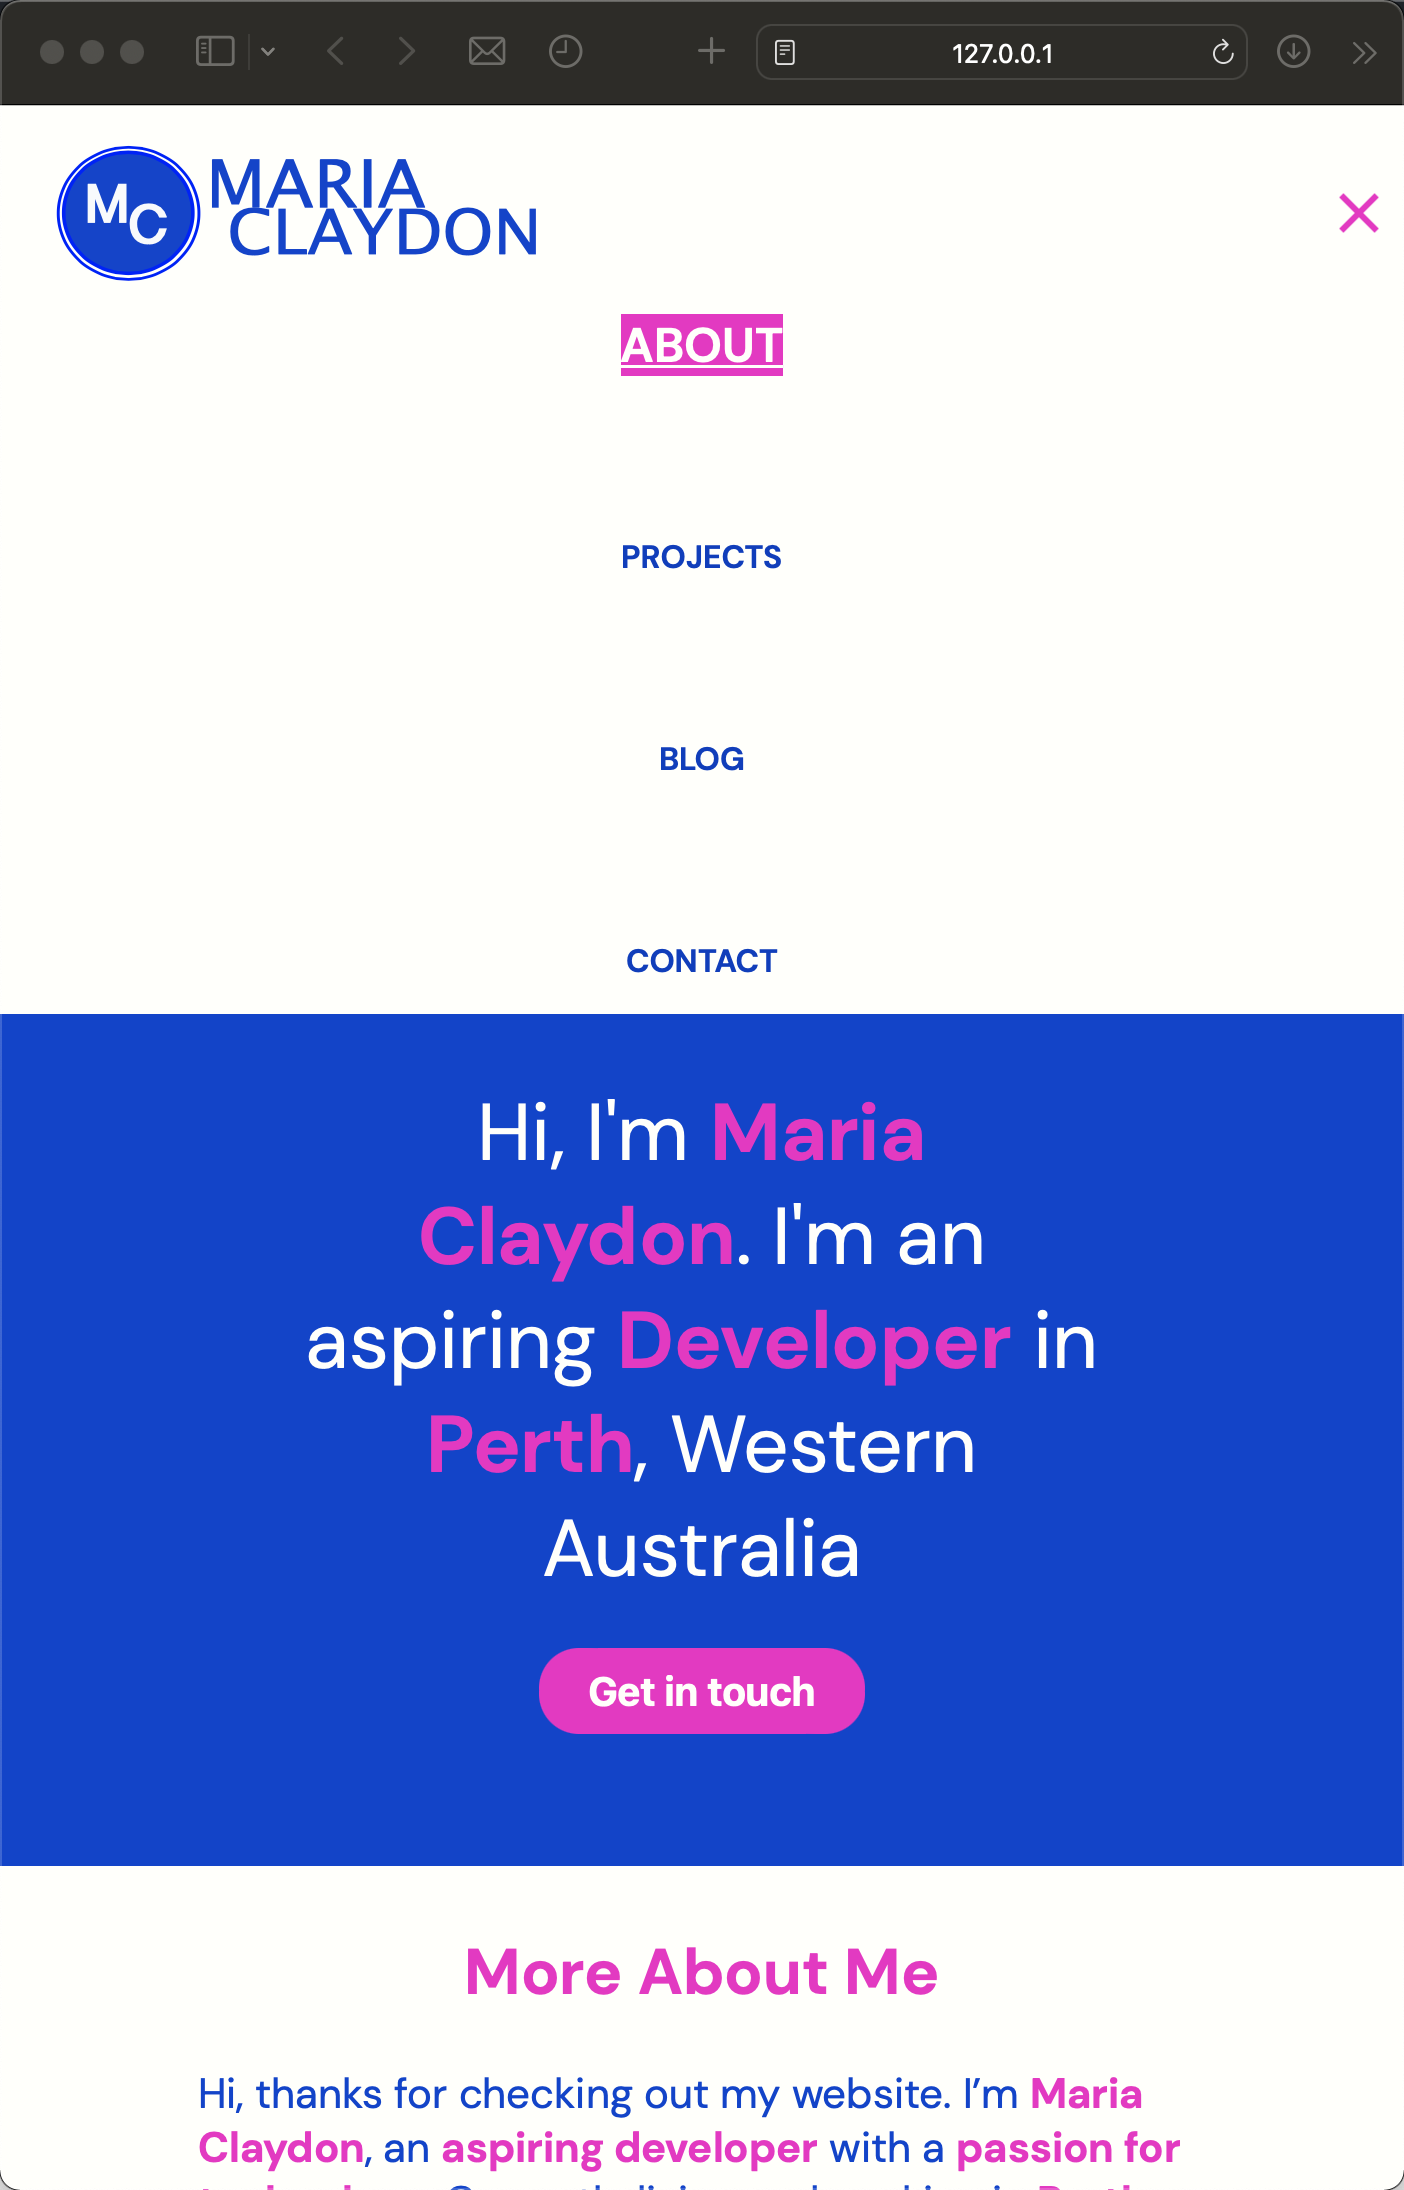 127.0.0.1
MC MARIA
CLAYDON
ABOUT
PROJECTS
BLOG
CONTACT
Hi, I'm Maria
Claydon. I'm an
aspiring Developer in
Perth, Western
Australia
Get in touch
More About Me
Hi, thanks for checking out my website. I’m Maria
Claydon, an aspiring developer with a passion for